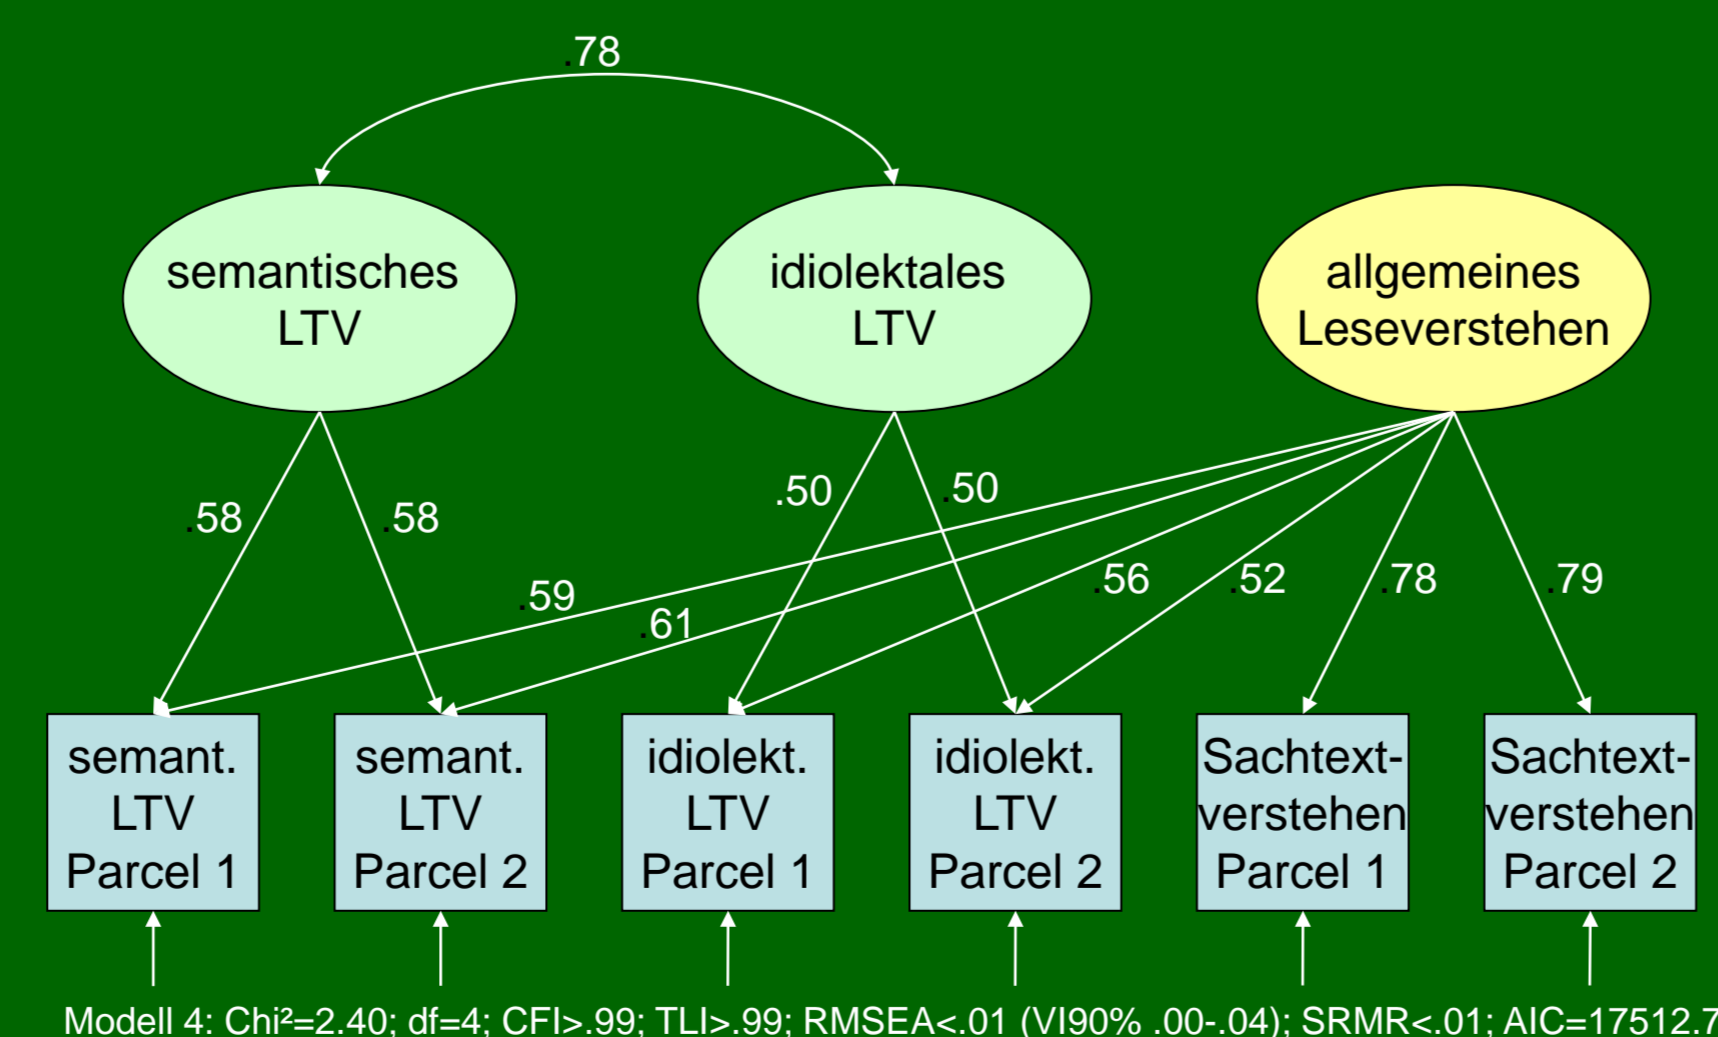 .78
semantisches
LTV
idiolektales
LTV
allgemeines
Leseverstehen
.58
.58
.50
.50
.59
.61
.56
.52
.78
.79
semant.
LTV
Parcel 1
semant.
LTV
Parcel 2
idiolekt.
LTV
Parcel 1
idiolekt.
LTV
Parcel 2
Sachtext-
verstehen
Parcel 1
Sachtext-
verstehen
Parcel 2
Modell 4: Chi²=2.40; df=4; CFI>.99; TLI>.99; RMSEA<.01 (VI90% .00-.04); SRMR<.01; AIC=17512.7